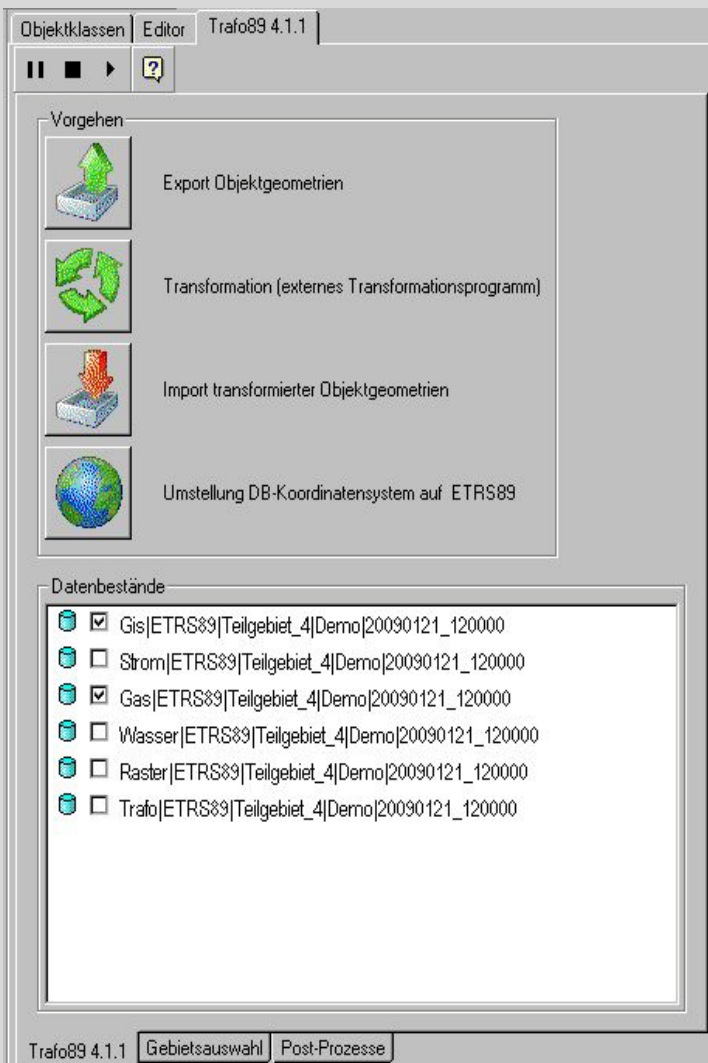 Objektklassen Editor Trafo89 4.1.1
Vorgehen
Export Objektgeometrien
Transformation (externes Transformationsprogramm)
Import transformierter Objektgeometrien
Umstellung DB-Koordinatensystem auf ETRS89
Datenbestände
Gis|ETRS89|Teilgebiet_4|Demo|20090121_120000
Strom|ETRS89|Teilgebiet_4|Demo|20090121_120000
Gas|ETRS89|Teilgebiet_4|Demo|20090121_120000
Wasser|ETRS89|Teilgebiet_4|Demo|20090121_120000
Raster|ETRS89|Teilgebiet_4|Demo|20090121_120000
Trafo|ETRS89|Teilgebiet_4|Demo|20090121_120000
Trafo89 4.1.1 Gebietsauswahl Post-Prozesse